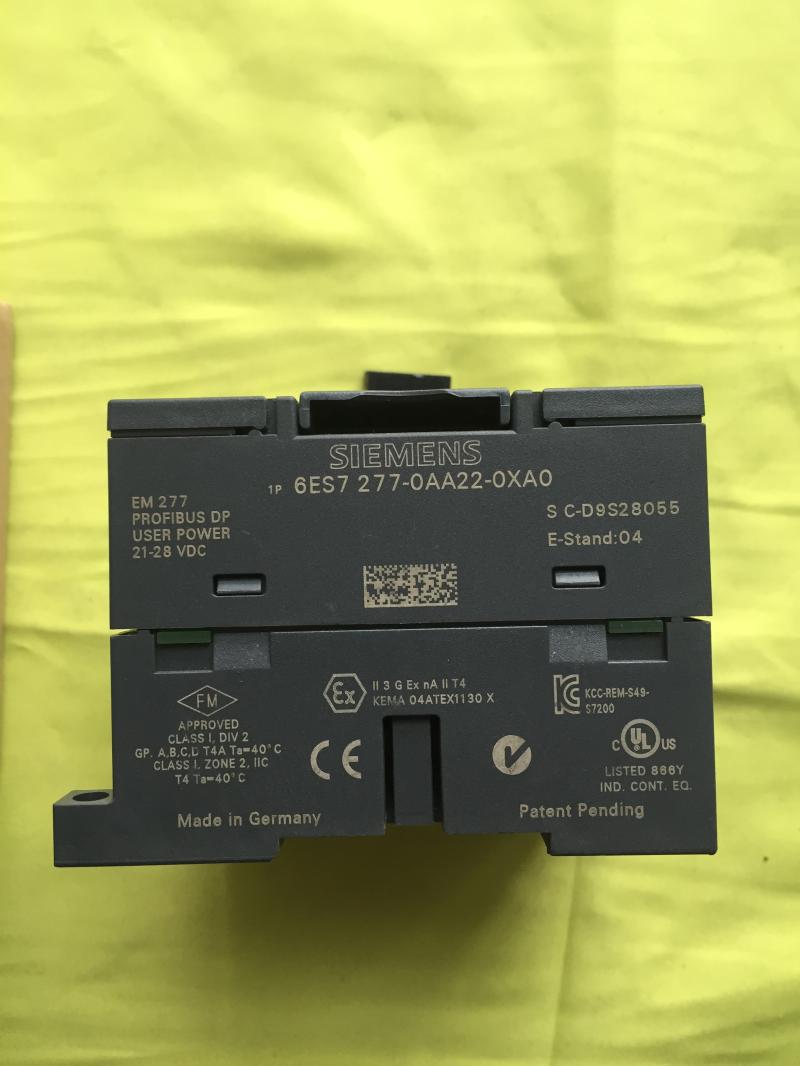 SIEMENS
1P 6ES7 277-0AA22-0XA0
EM 277
PROFIBUS DP
USER POWER
21-28 VDC
S C-D9S28055
E-Stand:04
FM
APPROVED
CLASS I, DIV 2
GP. A,B,C,D T4A Ta=40°C
CLASS I, ZONE 2, IIC
T4 Ta=40°C
Ex
II 3 G Ex nA II T4
KEMA 04ATEX1130 X
CE
KCC-REM-S49-
S7200
C UL US
LISTED 866Y
IND. CONT. EQ.
Made in Germany
Patent Pending